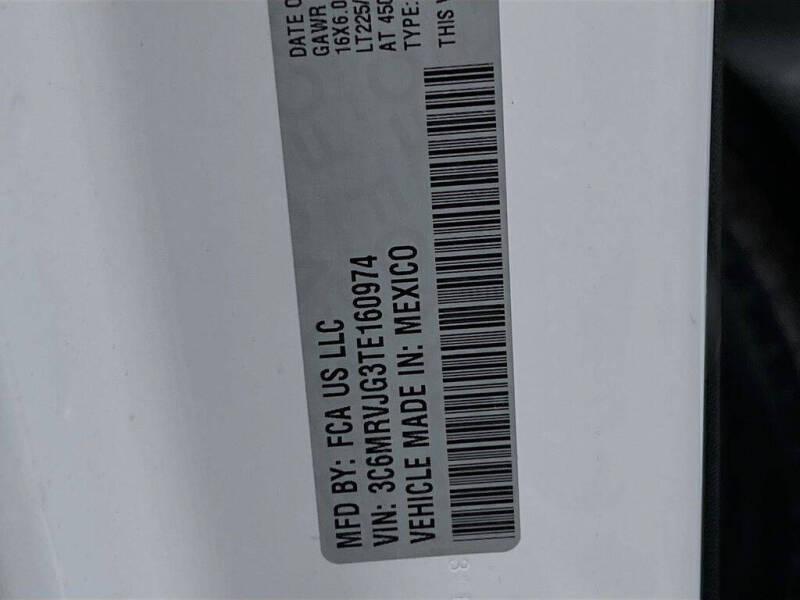 MFD BY: FCA US LLC
VIN: 3C6MRVJG3TE160974
VEHICLE MADE IN: MEXICO
DATE O
GAWR
16X6.0
LT225/
AT 450
TYPE:
THIS V